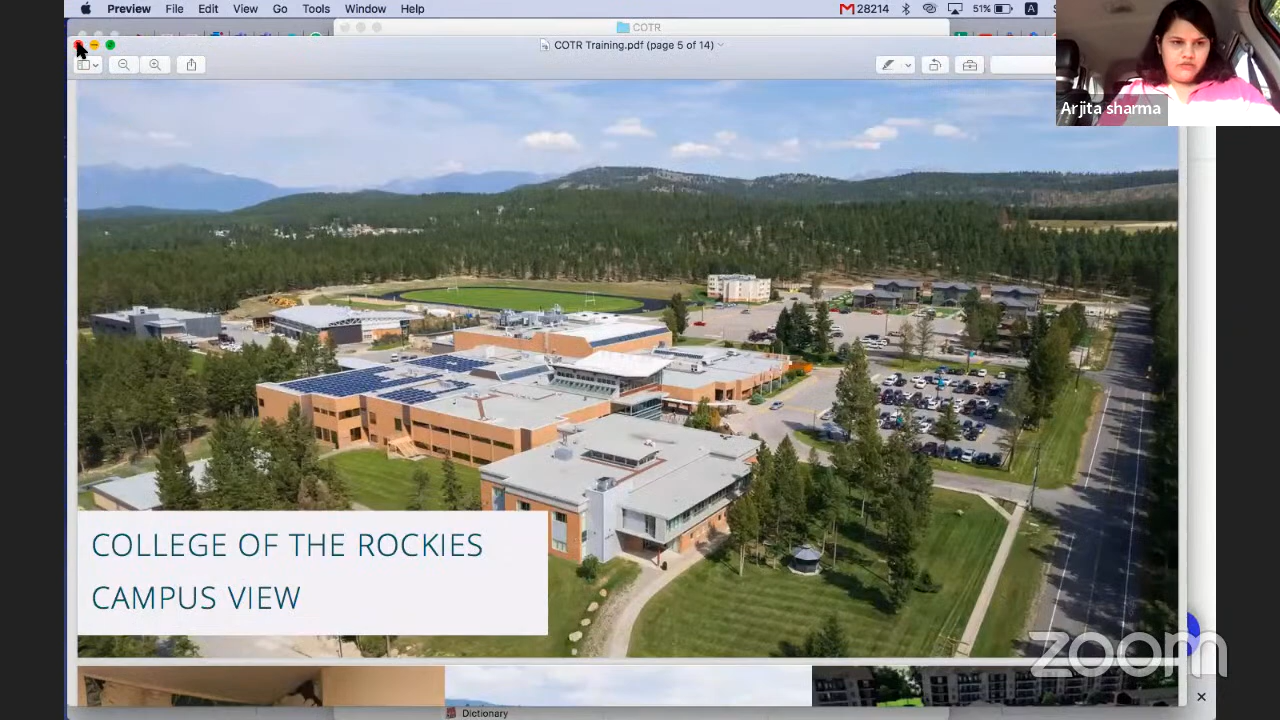 Preview File Edit View Go Tools Window Help
28214
51%
A
COTR
COTR Training.pdf (page 5 of 14)
Arjita sharma
COLLEGE OF THE ROCKIES
CAMPUS VIEW
zoom
Dictionary